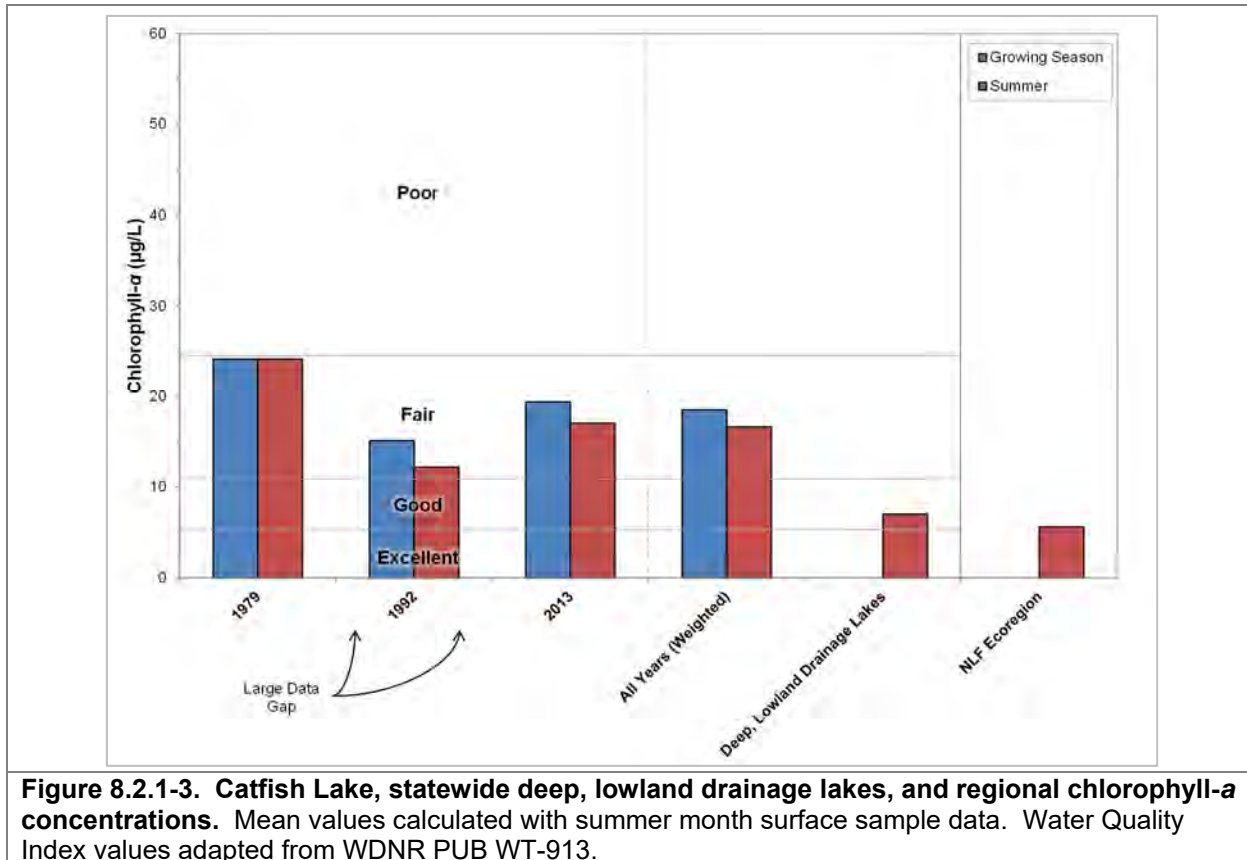 60
50
40
30
20
10
0
Chlorophyll-α (µg/L)
Growing Season
Summer
Poor
Fair
Good
Excellent
1979
1992
2013
All Years (Weighted)
Deep, Lowland Drainage Lakes
NLF Ecoregion
Large Data
Gap
Figure 8.2.1-3. Catfish Lake, statewide deep, lowland drainage lakes, and regional chlorophyll-a
concentrations. Mean values calculated with summer month surface sample data. Water Quality
Index values adapted from WDNR PUB WT-913.